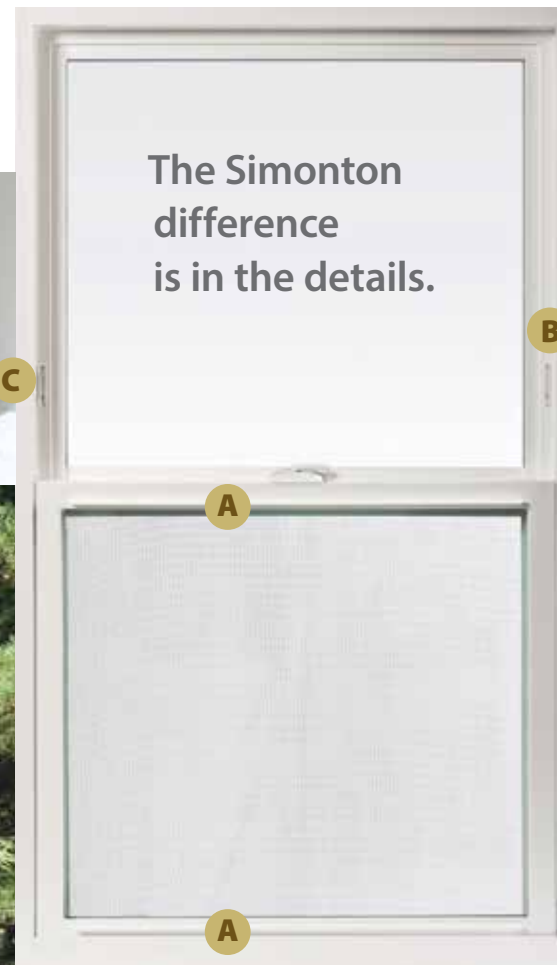 The Simonton
difference
is in the details.
B
C
A
A